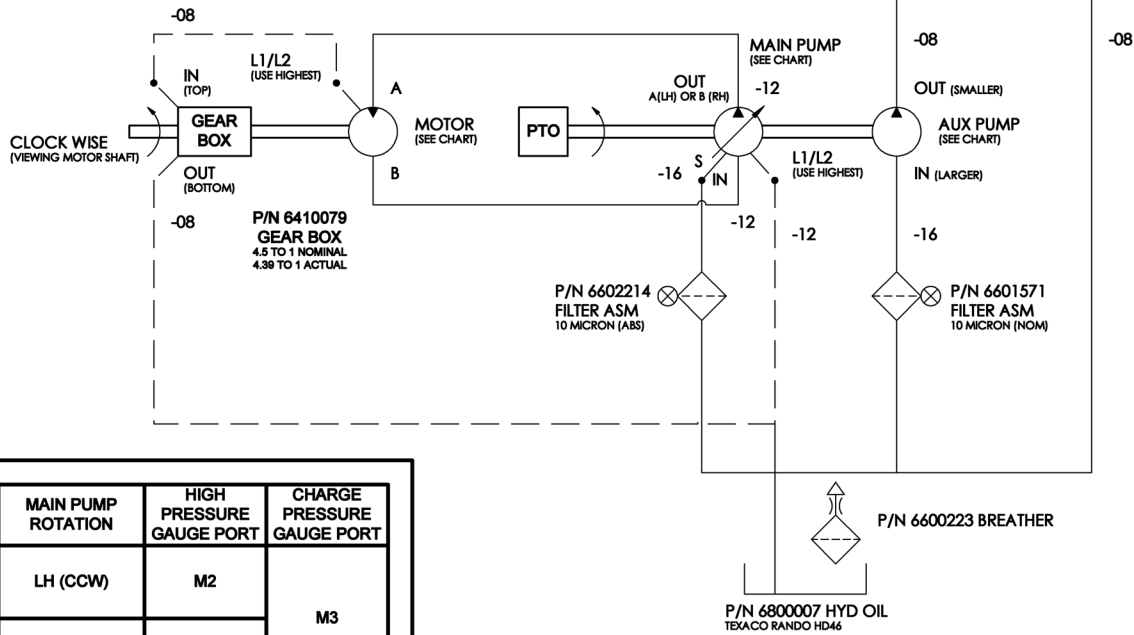 -08
-08
-08
IN
(TOP)
L1/L2
(USE HIGHEST)
MAIN PUMP
(SEE CHART)
OUT
A(LH) OR B (RH)
-12
OUT (SMALLER)
A
GEAR
BOX
MOTOR
(SEE CHART)
PTO
AUX PUMP
(SEE CHART)
CLOCK WISE
(VIEWING MOTOR SHAFT)
S
L1/L2
(USE HIGHEST)
OUT
(BOTTOM)
B
-16
IN
IN (LARGER)
-08
P/N 6410079
GEAR BOX
4.5 TO 1 NOMINAL
4.39 TO 1 ACTUAL
-12
-12
-16
P/N 6602214
FILTER ASM
10 MICRON (ABS)
P/N 6601571
FILTER ASM
10 MICRON (NOM)
MAIN PUMP
ROTATION
HIGH
PRESSURE
GAUGE PORT
CHARGE
PRESSURE
GAUGE PORT
LH (CCW)
M2
M3
P/N 6600223 BREATHER
P/N 6800007 HYD OIL
TEXACO RANDO HD46